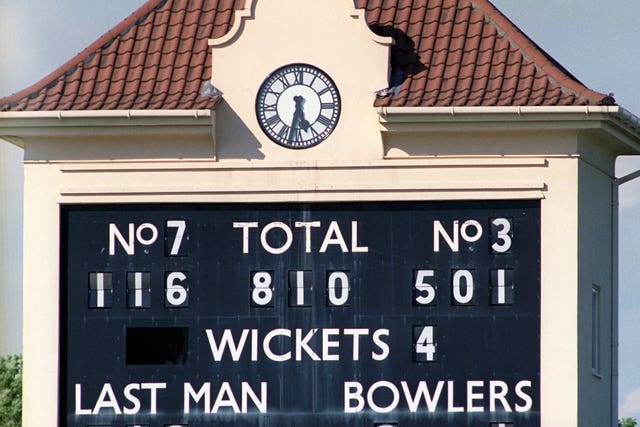 No 7 TOTAL No 3
116 810 501
WICKETS 4
LAST MAN BOWLERS